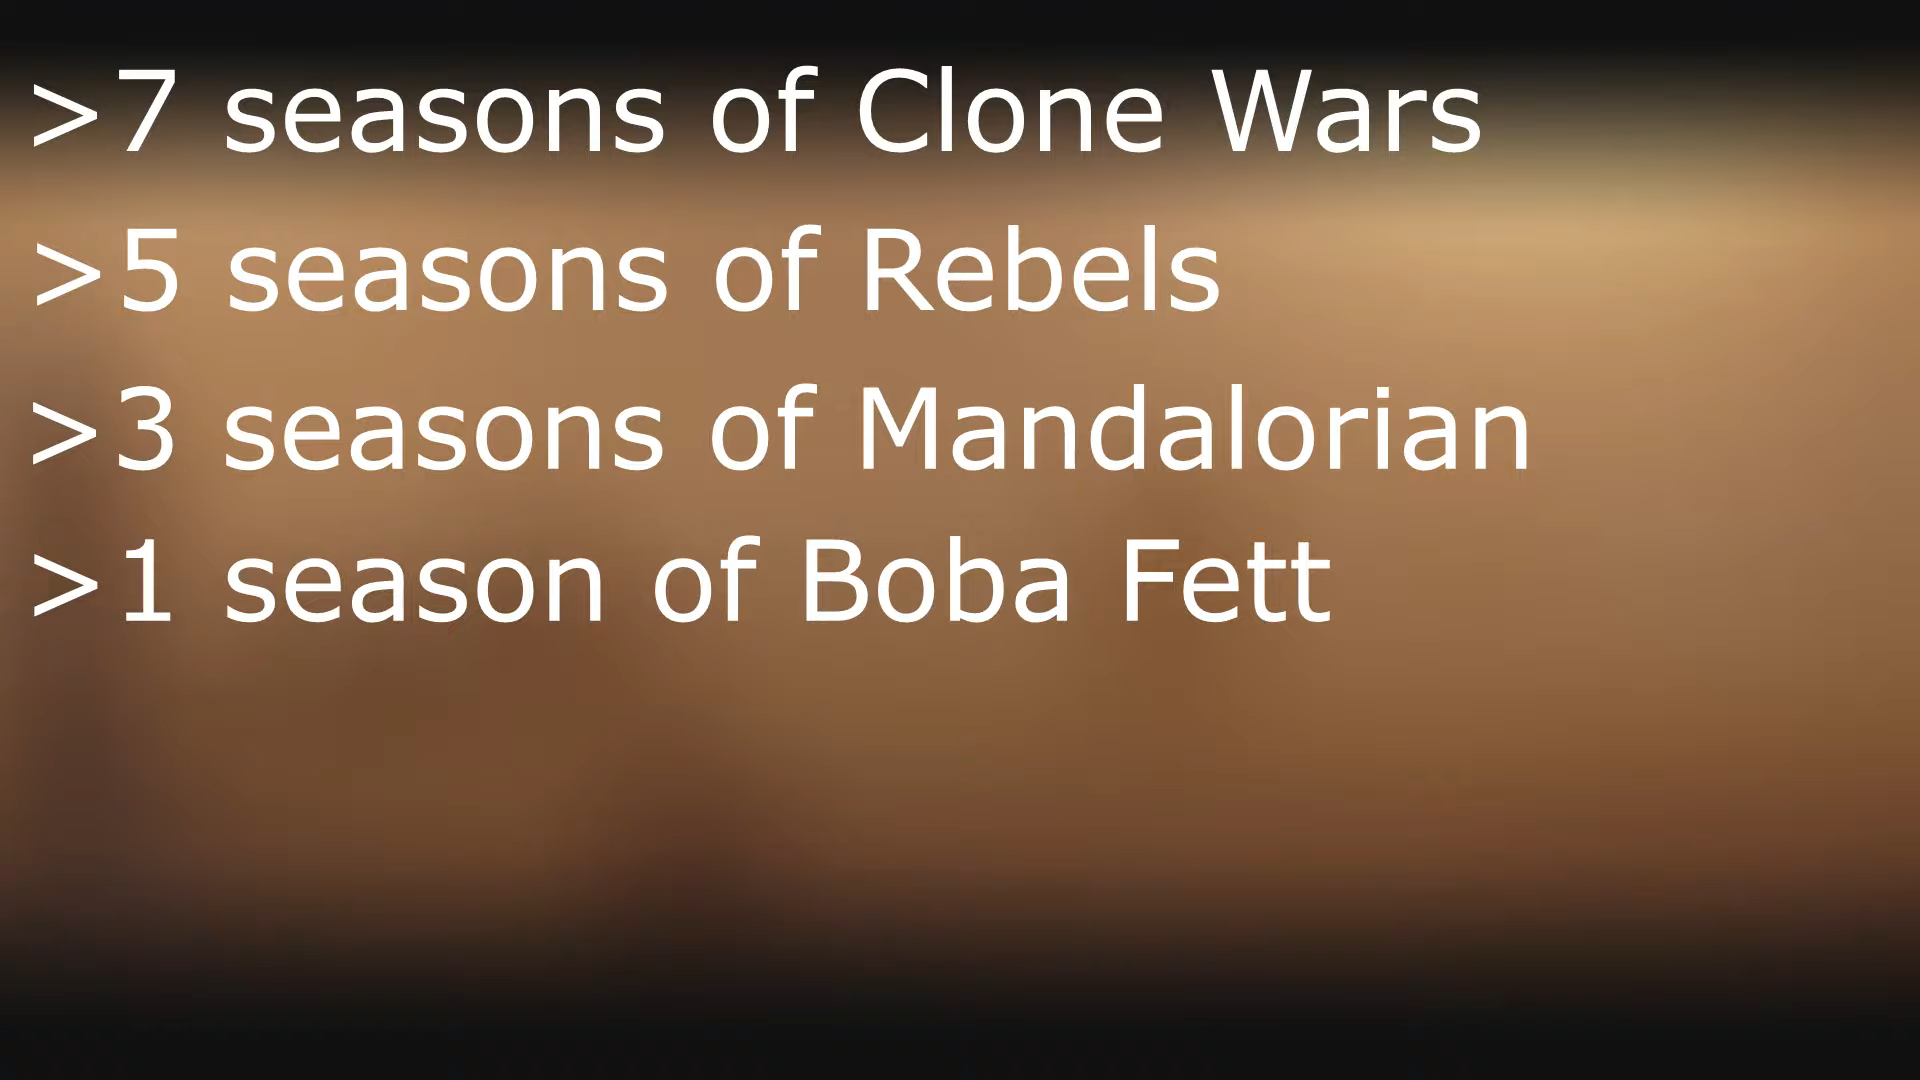 >7 seasons of Clone Wars
>5 seasons of Rebels
>3 seasons of Mandalorian
>1 season of Boba Fett